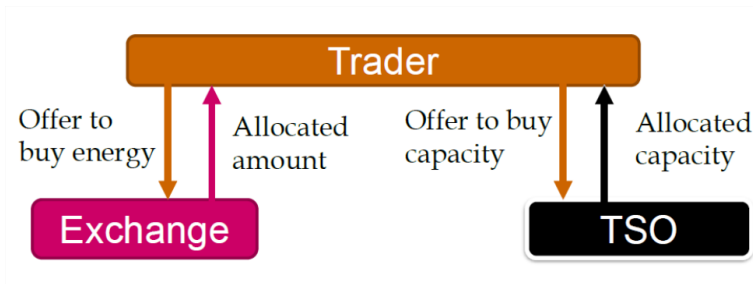 Trader
Offer to
buy energy
Allocated
amount
Offer to buy
capacity
Allocated
capacity
Exchange
TSO